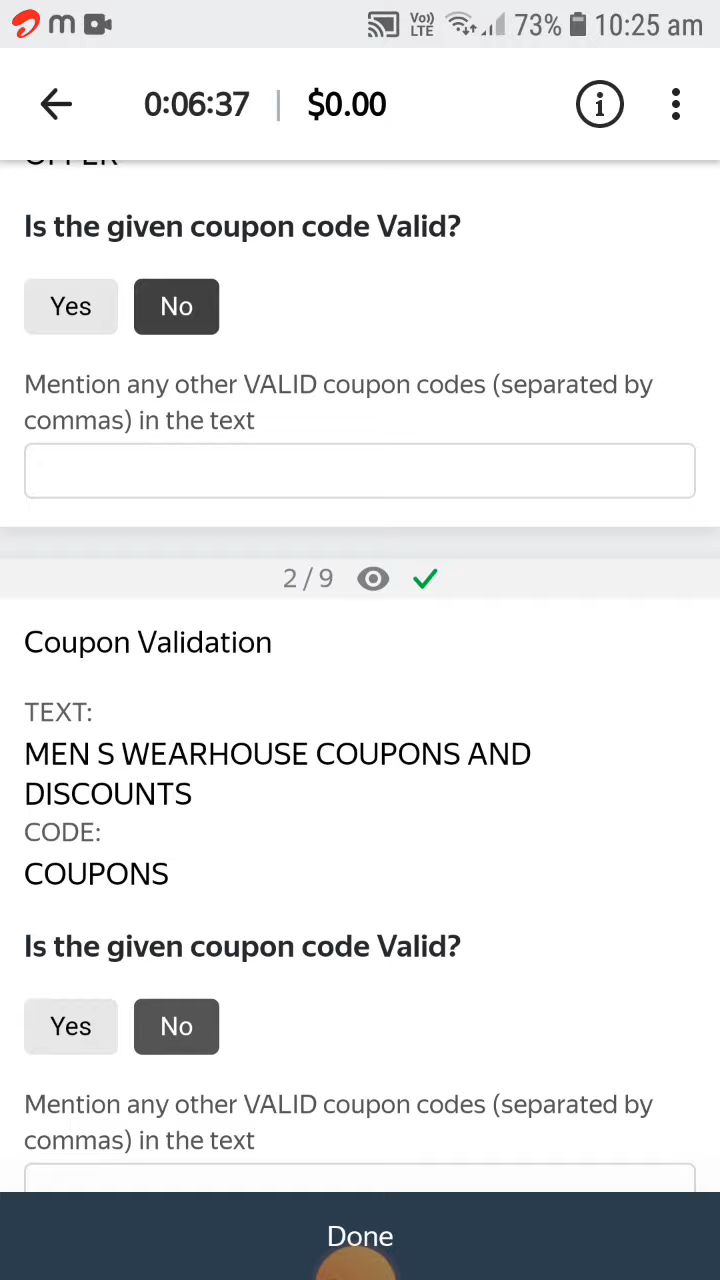 m Vo)) LTE 73% 10:25 am
0:06:37 | $0.00
Is the given coupon code Valid?
Yes No
Mention any other VALID coupon codes (separated by
commas) in the text
2 / 9
Coupon Validation
TEXT:
MEN S WEARHOUSE COUPONS AND
DISCOUNTS
CODE:
COUPONS
Is the given coupon code Valid?
Yes No
Mention any other VALID coupon codes (separated by
commas) in the text
Done